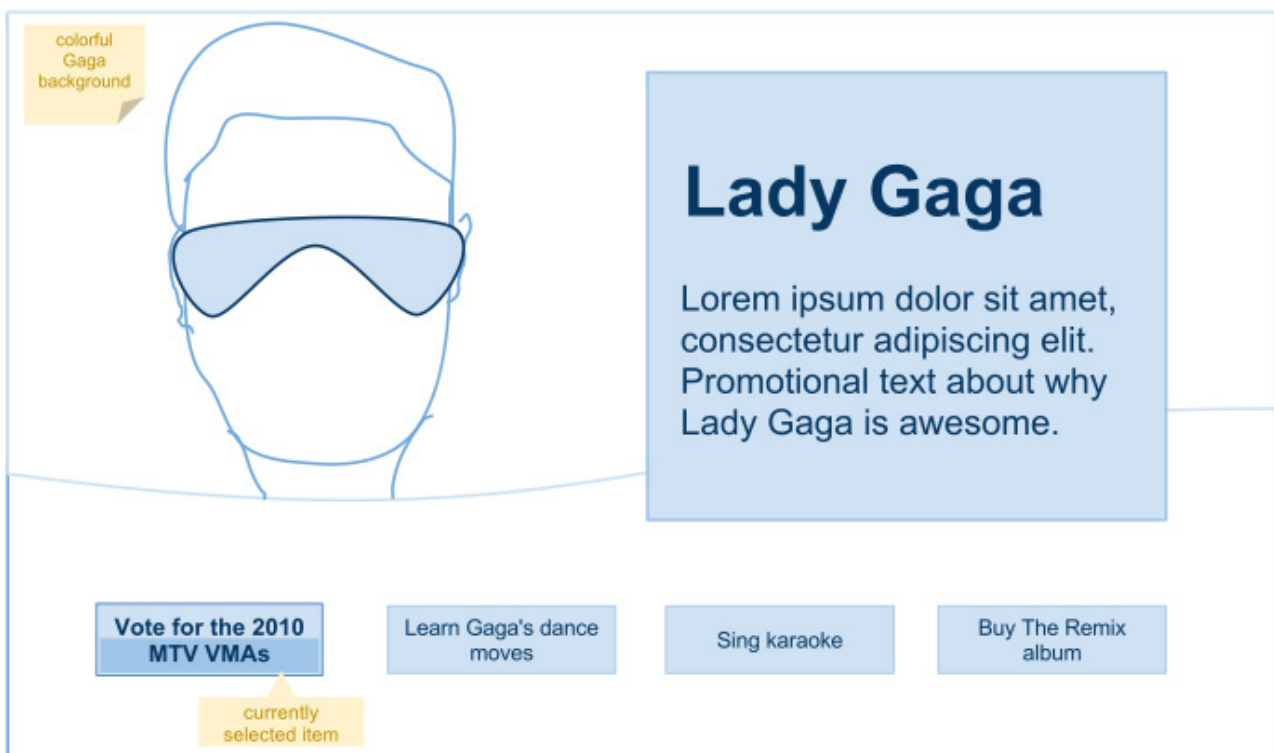 colorful
Gaga
background
Lady Gaga
Lorem ipsum dolor sit amet,
consectetur adipiscing elit.
Promotional text about why
Lady Gaga is awesome.
Vote for the 2010
MTV VMAs
Learn Gaga's dance
moves
Sing karaoke
Buy The Remix
album
currently
selected item